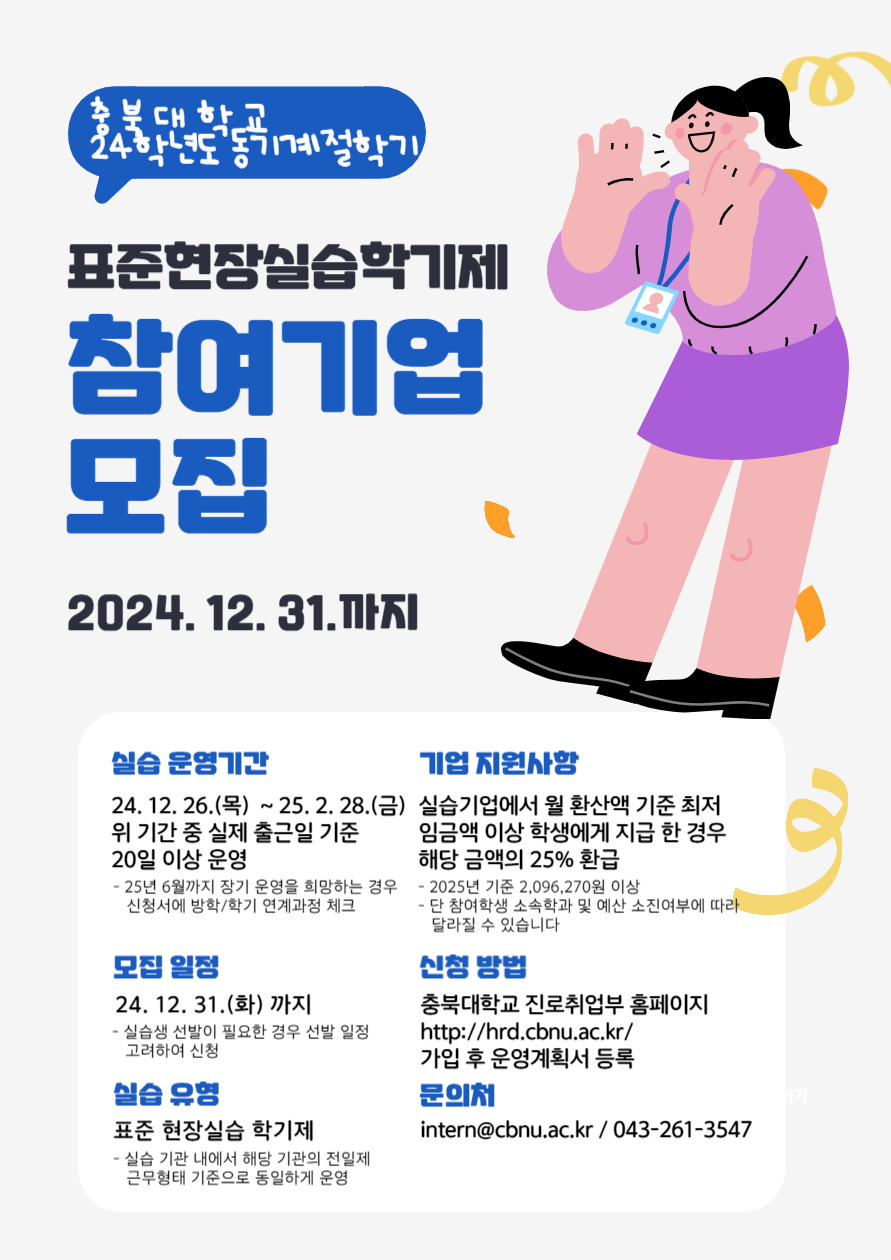 충북대학교
24학년도 동기계절학기
표준현장실습학기제
참여기업
모집
2024. 12. 31.까지
실습 운영기간
24. 12. 26.(목) ~ 25. 2. 28.(금)
위 기간 중 실제 출근일 기준
20일 이상 운영
- 25년 6월까지 장기 운영을 희망하는 경우
신청서에 방학/학기 연계과정 체크
기업 지원사항
실습기업에서 월 환산액 기준 최저
임금액 이상 학생에게 지급 한 경우
해당 금액의 25% 환급
- 2025년 기준 2,096,270원 이상
- 단 참여학생 소속학과 및 예산 소진여부에 따라
달라질 수 있습니다
모집 일정
24. 12. 31.(화) 까지
- 실습생 선발이 필요한 경우 선발 일정
고려하여 신청
신청 방법
충북대학교 진로취업부 홈페이지
http://hrd.cbnu.ac.kr/
가입 후 운영계획서 등록
실습 유형
표준 현장실습 학기제
- 실습 기관 내에서 해당 기관의 전일제
근무형태 기준으로 동일하게 운영
문의처
intern@cbnu.ac.kr / 043-261-3547